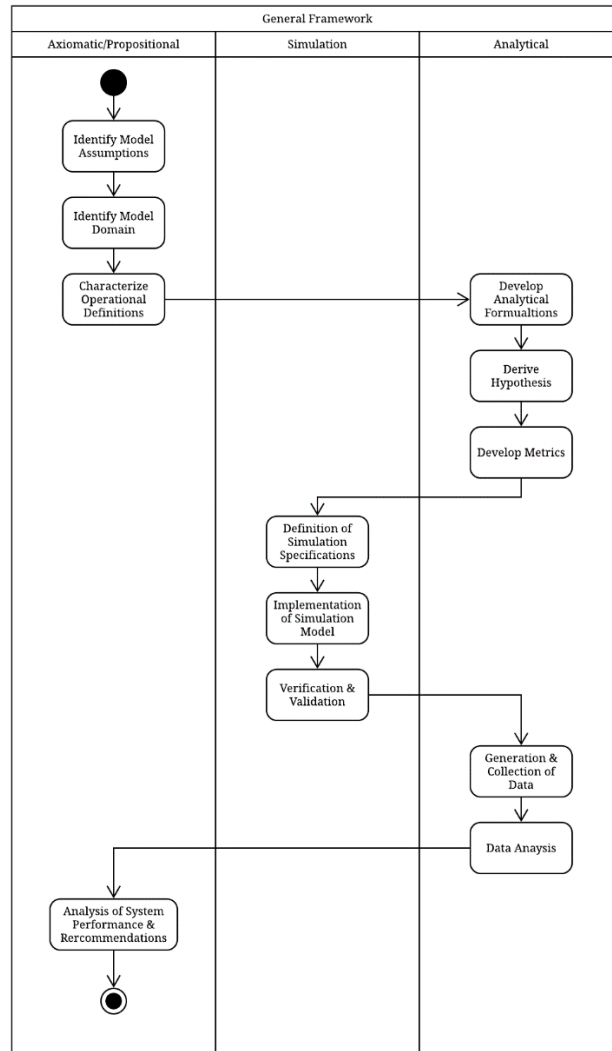 General Framework
Axiomatic/Propositional
Simulation
Analytical
Identify Model
Assumptions
Identify Model
Domain
Characterize
Operational
Definitions
Develop
Analytical
Formualtions
Derive
Hypothesis
Develop Metrics
Definition of
Simulation
Specifications
Implementation
of Simulation
Model
Verification &
Validation
Generation &
Collection of
Data
Data Anaysis
Analysis of System
Performance &
Rercommendations